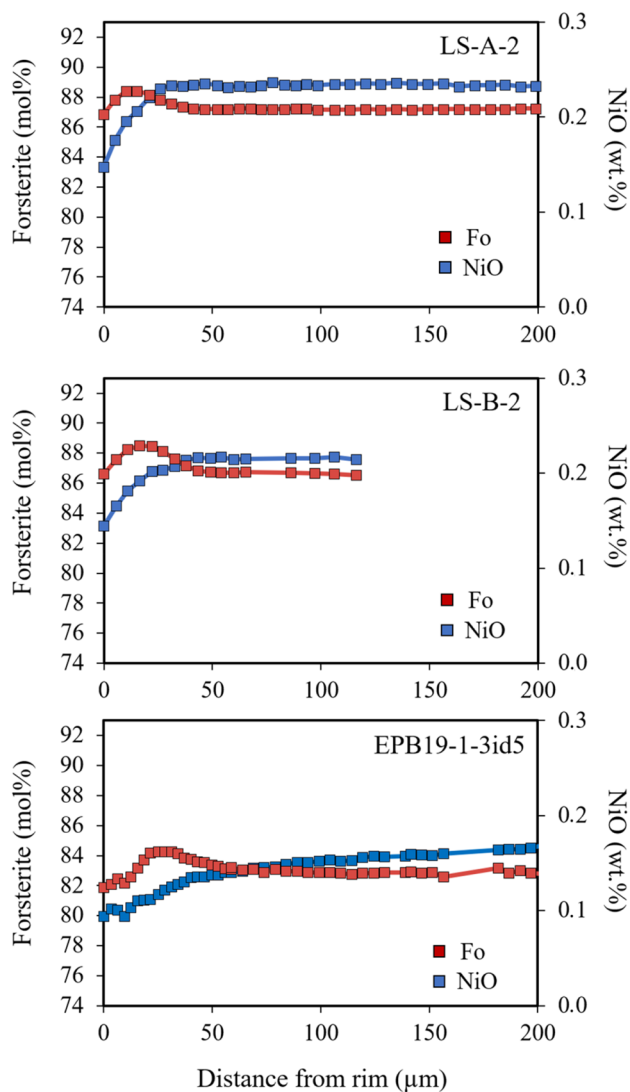 LS-A-2
Forsterite (mol%)
92
90
88
86
84
82
80
78
76
74
0.3
0.2
0.1
0.0
NiO (wt.%)
Fo
NiO
0 50 100 150 200
LS-B-2
Forsterite (mol%)
92
90
88
86
84
82
80
78
76
74
0.3
0.2
0.1
0.0
NiO (wt.%)
Fo
NiO
0 50 100 150 200
EPB19-1-3id5
Forsterite (mol%)
92
90
88
86
84
82
80
78
76
74
0.3
0.2
0.1
0.0
NiO (wt.%)
Fo
NiO
0 50 100 150 200
Distance from rim (µm)